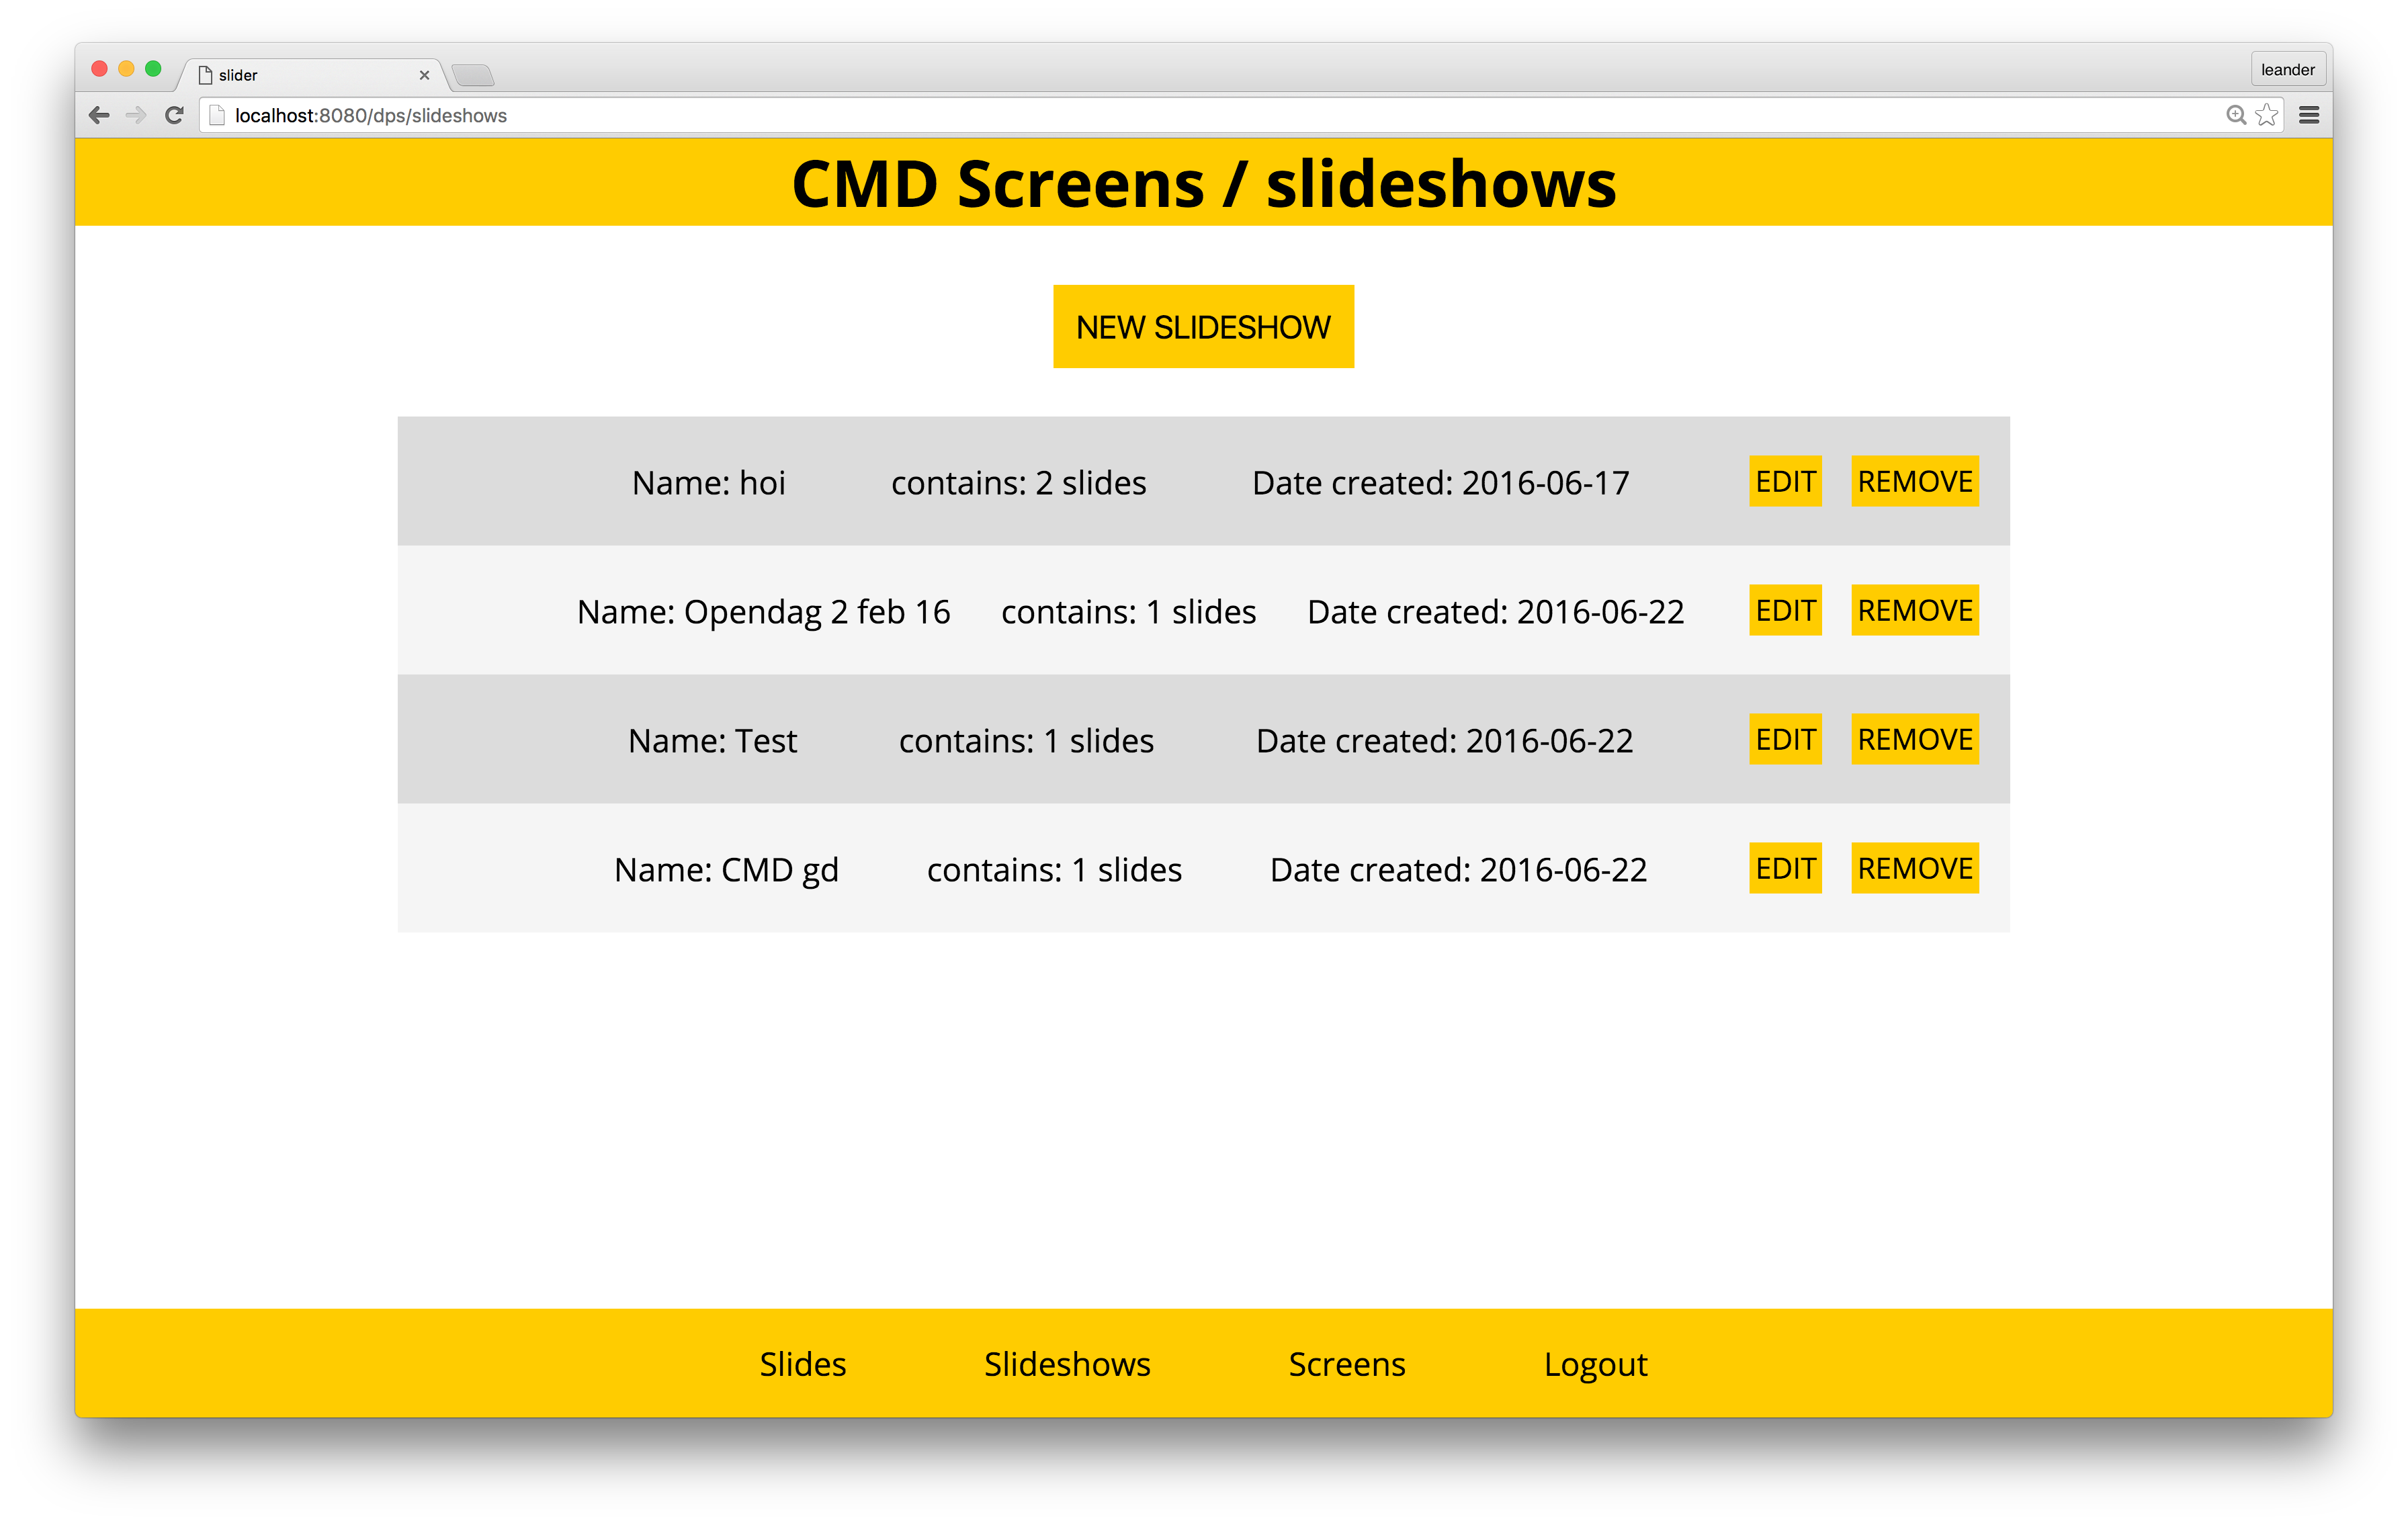 slider
leander
localhost:8080/dps/slideshows
CMD Screens / slideshows
NEW SLIDESHOW
Name: hoi contains: 2 slides Date created: 2016-06-17 EDIT REMOVE
Name: Opendag 2 feb 16 contains: 1 slides Date created: 2016-06-22 EDIT REMOVE
Name: Test contains: 1 slides Date created: 2016-06-22 EDIT REMOVE
Name: CMD gd contains: 1 slides Date created: 2016-06-22 EDIT REMOVE
Slides Slideshows Screens Logout